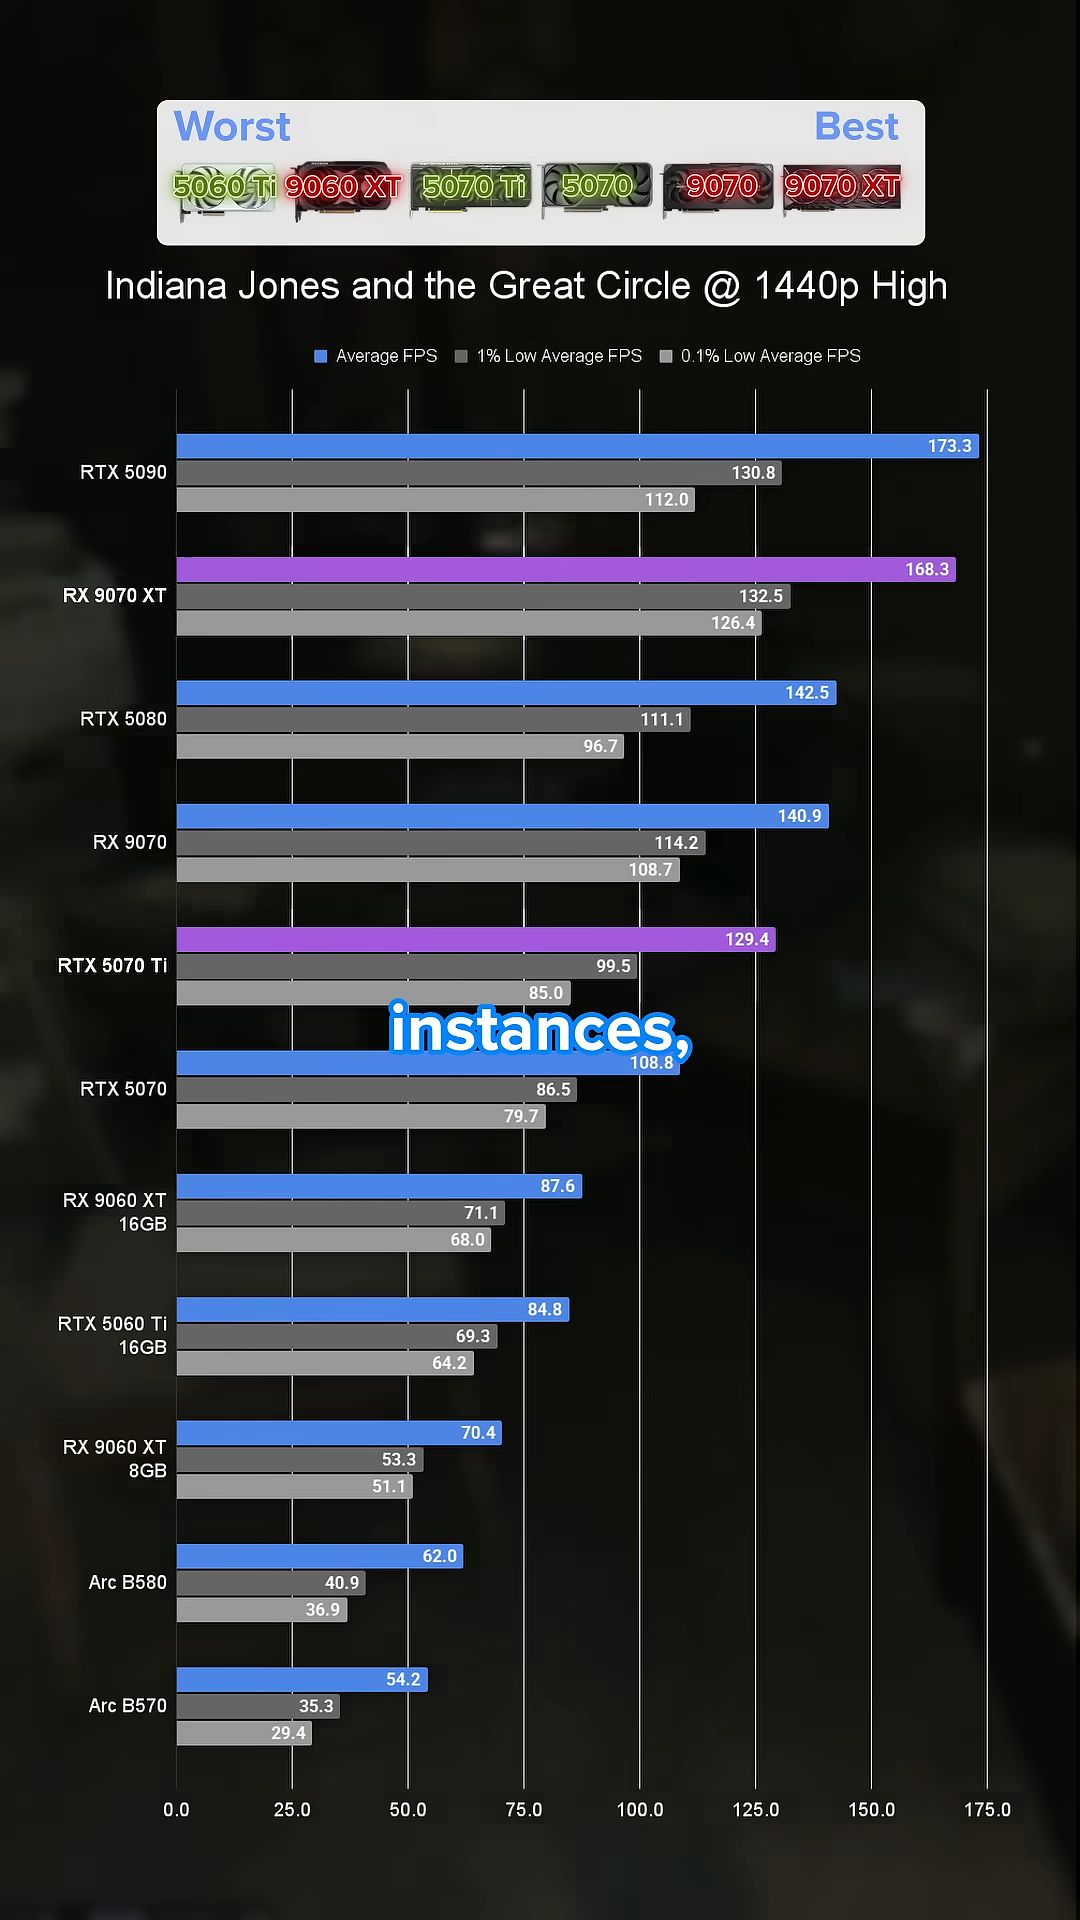 Worst Best
5060 Ti 9060 XT 5070 Ti 5070 9070 9070 XT
Indiana Jones and the Great Circle @ 1440p High
Average FPS 1% Low Average FPS 0.1% Low Average FPS
173.3
RTX 5090 130.8
112.0
168.3
RX 9070 XT 132.5
126.4
142.5
RTX 5080 111.1
96.7
140.9
RX 9070 114.2
108.7
129.4
RTX 5070 Ti 99.5
85.0
instances,
108.8
RTX 5070 86.5
79.7
87.6
RX 9060 XT 71.1
16GB 68.0
84.8
RTX 5060 Ti 69.3
16GB 64.2
70.4
RX 9060 XT 53.3
8GB 51.1
62.0
Arc B580 40.9
36.9
54.2
Arc B570 35.3
29.4
0.0 25.0 50.0 75.0 100.0 125.0 150.0 175.0